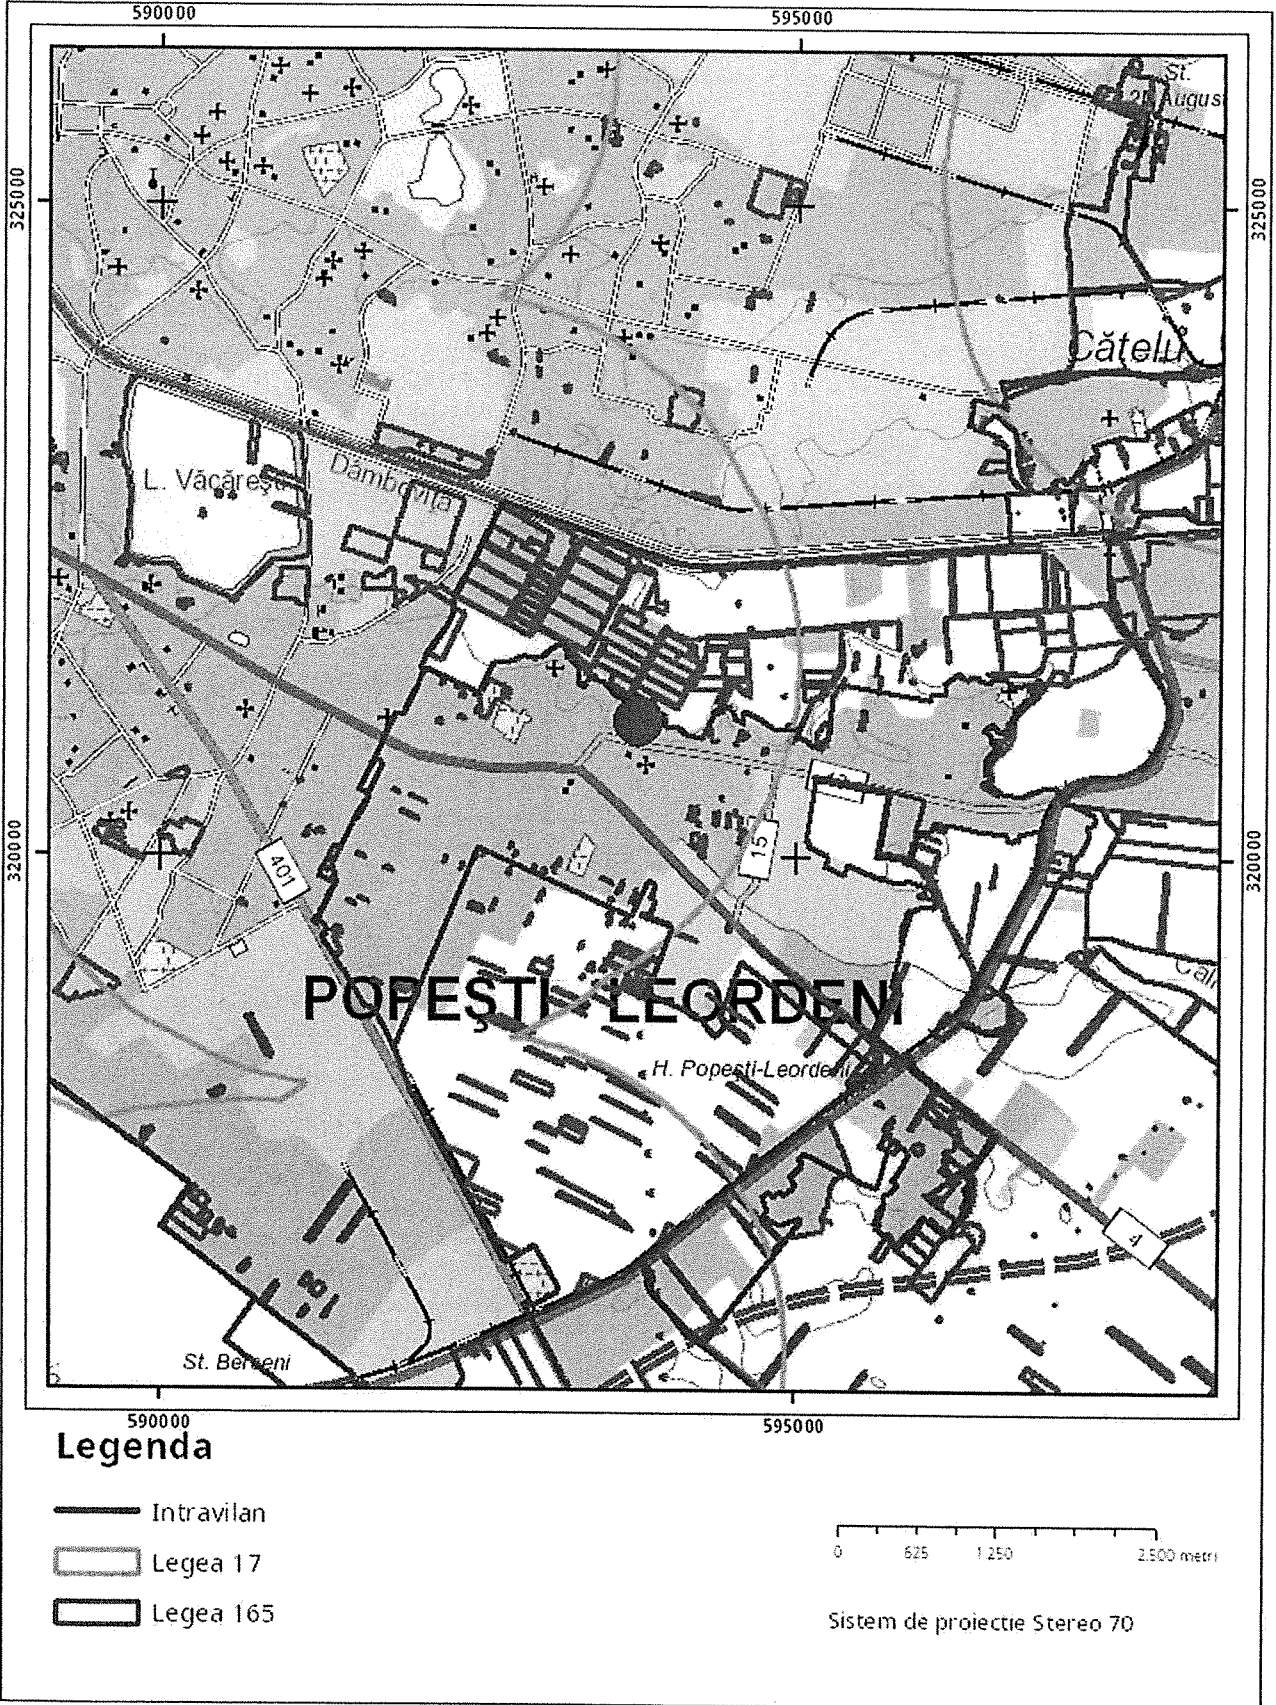 590000
595000
St.
August
325000
325000
Cățelu
L. Văcărești
Dâmbovița
15
320000
320000
401
POPEȘTI LEORDENI
H. Popești-Leordeni
4
St. Berceni
590000
595000
Legenda
Intravilan
Legea 17
Legea 165
0
625
1.250
2.500 metri
Sistem de proiectie Stereo 70